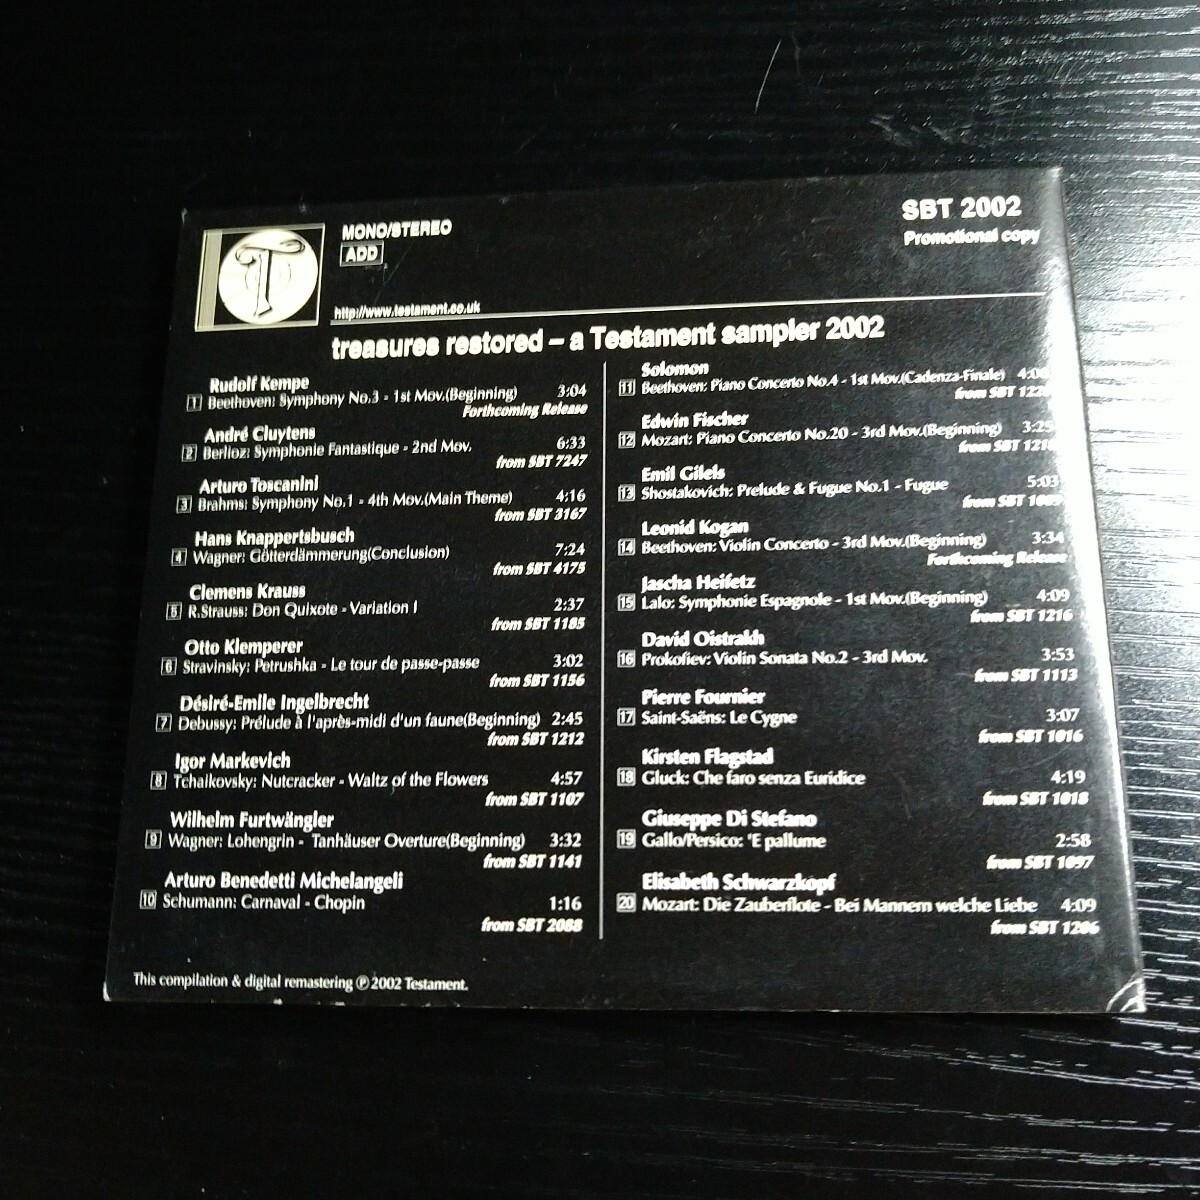 T
MONO/STEREO
ADD
SBT 2002
Promotional copy
http://www.testament.co.uk
treasures restored – a Testament sampler 2002
Rudolf Kempe
1 Beethoven: Symphony No.3 - 1st Mov.(Beginning) 3:04
Forthcoming Release
André Cluytens
2 Berlioz: Symphonie Fantastique - 2nd Mov. 6:33
from SBT 7247
Arturo Toscanini
3 Brahms: Symphony No.1 - 4th Mov.(Main Theme) 4:16
from SBT 3167
Hans Knappertsbusch
4 Wagner: Götterdämmerung(Conclusion) 7:24
from SBT 4175
Clemens Krauss
5 R.Strauss: Don Quixote - Variation I 2:37
from SBT 1185
Otto Klemperer
6 Stravinsky: Petrushka - Le tour de passe-passe 3:02
from SBT 1156
Désiré-Emile Ingelbrecht
7 Debussy: Prélude à l'après-midi d'un faune(Beginning) 2:45
from SBT 1212
Igor Markevich
8 Tchaikovsky: Nutcracker - Waltz of the Flowers 4:57
from SBT 1107
Wilhelm Furtwängler
9 Wagner: Lohengrin - Tanhäuser Overture(Beginning) 3:32
from SBT 1141
Arturo Benedetti Michelangeli
10 Schumann: Carnaval - Chopin 1:16
from SBT 2088
Solomon
11 Beethoven: Piano Concerto No.4 - 1st Mov.(Cadenza-Finale)
from SBT
Edwin Fischer
12 Mozart: Piano Concerto No.20 - 3rd Mov.(Beginning) 3:25
from SBT
Emil Gilels
13 Shostakovich: Prelude & Fugue No.1 - Fugue 5:03
from SBT
Leonid Kogan
14 Beethoven: Violin Concerto - 3rd Mov.(Beginning) 3:34
Forthcoming Release
Jascha Heifetz
15 Lalo: Symphonie Espagnole - 1st Mov.(Beginning) 4:09
from SBT 1216
David Oistrakh
16 Prokofiev: Violin Sonata No.2 - 3rd Mov. 3:53
from SBT 1113
Pierre Fournier
17 Saint-Saëns: Le Cygne 3:07
from SBT 1016
Kirsten Flagstad
18 Gluck: Che faro senza Euridice 4:19
from SBT 1018
Giuseppe Di Stefano
19 Gallo/Persico: 'E pallume 2:58
from SBT 1097
Elisabeth Schwarzkopf
20 Mozart: Die Zauberflote - Bei Mannern welche Liebe 4:09
from SBT 1206
This compilation & digital remastering ℗ 2002 Testament.